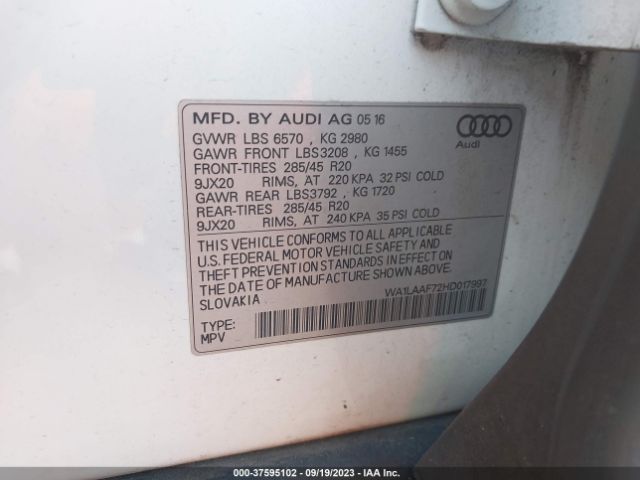 MFD. BY AUDI AG 05 16
Audi
GVWR LBS 6570 , KG 2980
GAWR FRONT LBS3208 , KG 1455
FRONT-TIRES 285/45 R20
9JX20 RIMS, AT 220 KPA 32 PSI COLD
GAWR REAR LBS3792 , KG 1720
REAR-TIRES 285/45 R20
9JX20 RIMS, AT 240 KPA 35 PSI COLD
THIS VEHICLE CONFORMS TO ALL APPLICABLE
U.S. FEDERAL MOTOR VEHICLE SAFETY AND
THEFT PREVENTION STANDARDS IN EFFECT ON
THE DATE OF MANUFACTURE SHOWN ABOVE.
SLOVAKIA
WA1LAAF72HD017997
TYPE:
MPV
000-37595102 - 09/19/2023 - IAA Inc.